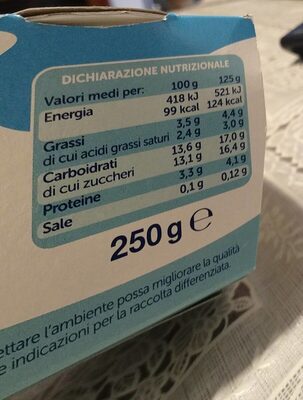 DICHIARAZIONE NUTRIZIONALE
Valori medi per: 100 g 125 g
Energia 418 kJ 521 kJ
99 kcal 124 kcal
Grassi 3,5 g 4,4 g
di cui acidi grassi saturi 2,4 g 3,0 g
Carboidrati 13,6 g 17,0 g
di cui zuccheri 13,1 g 16,4 g
Proteine 3,3 g 4,1 g
Sale 0,1 g 0,12 g
250 g ℮
ettare l'ambiente possa migliorare la qualità
e indicazioni per la raccolta differenziata.